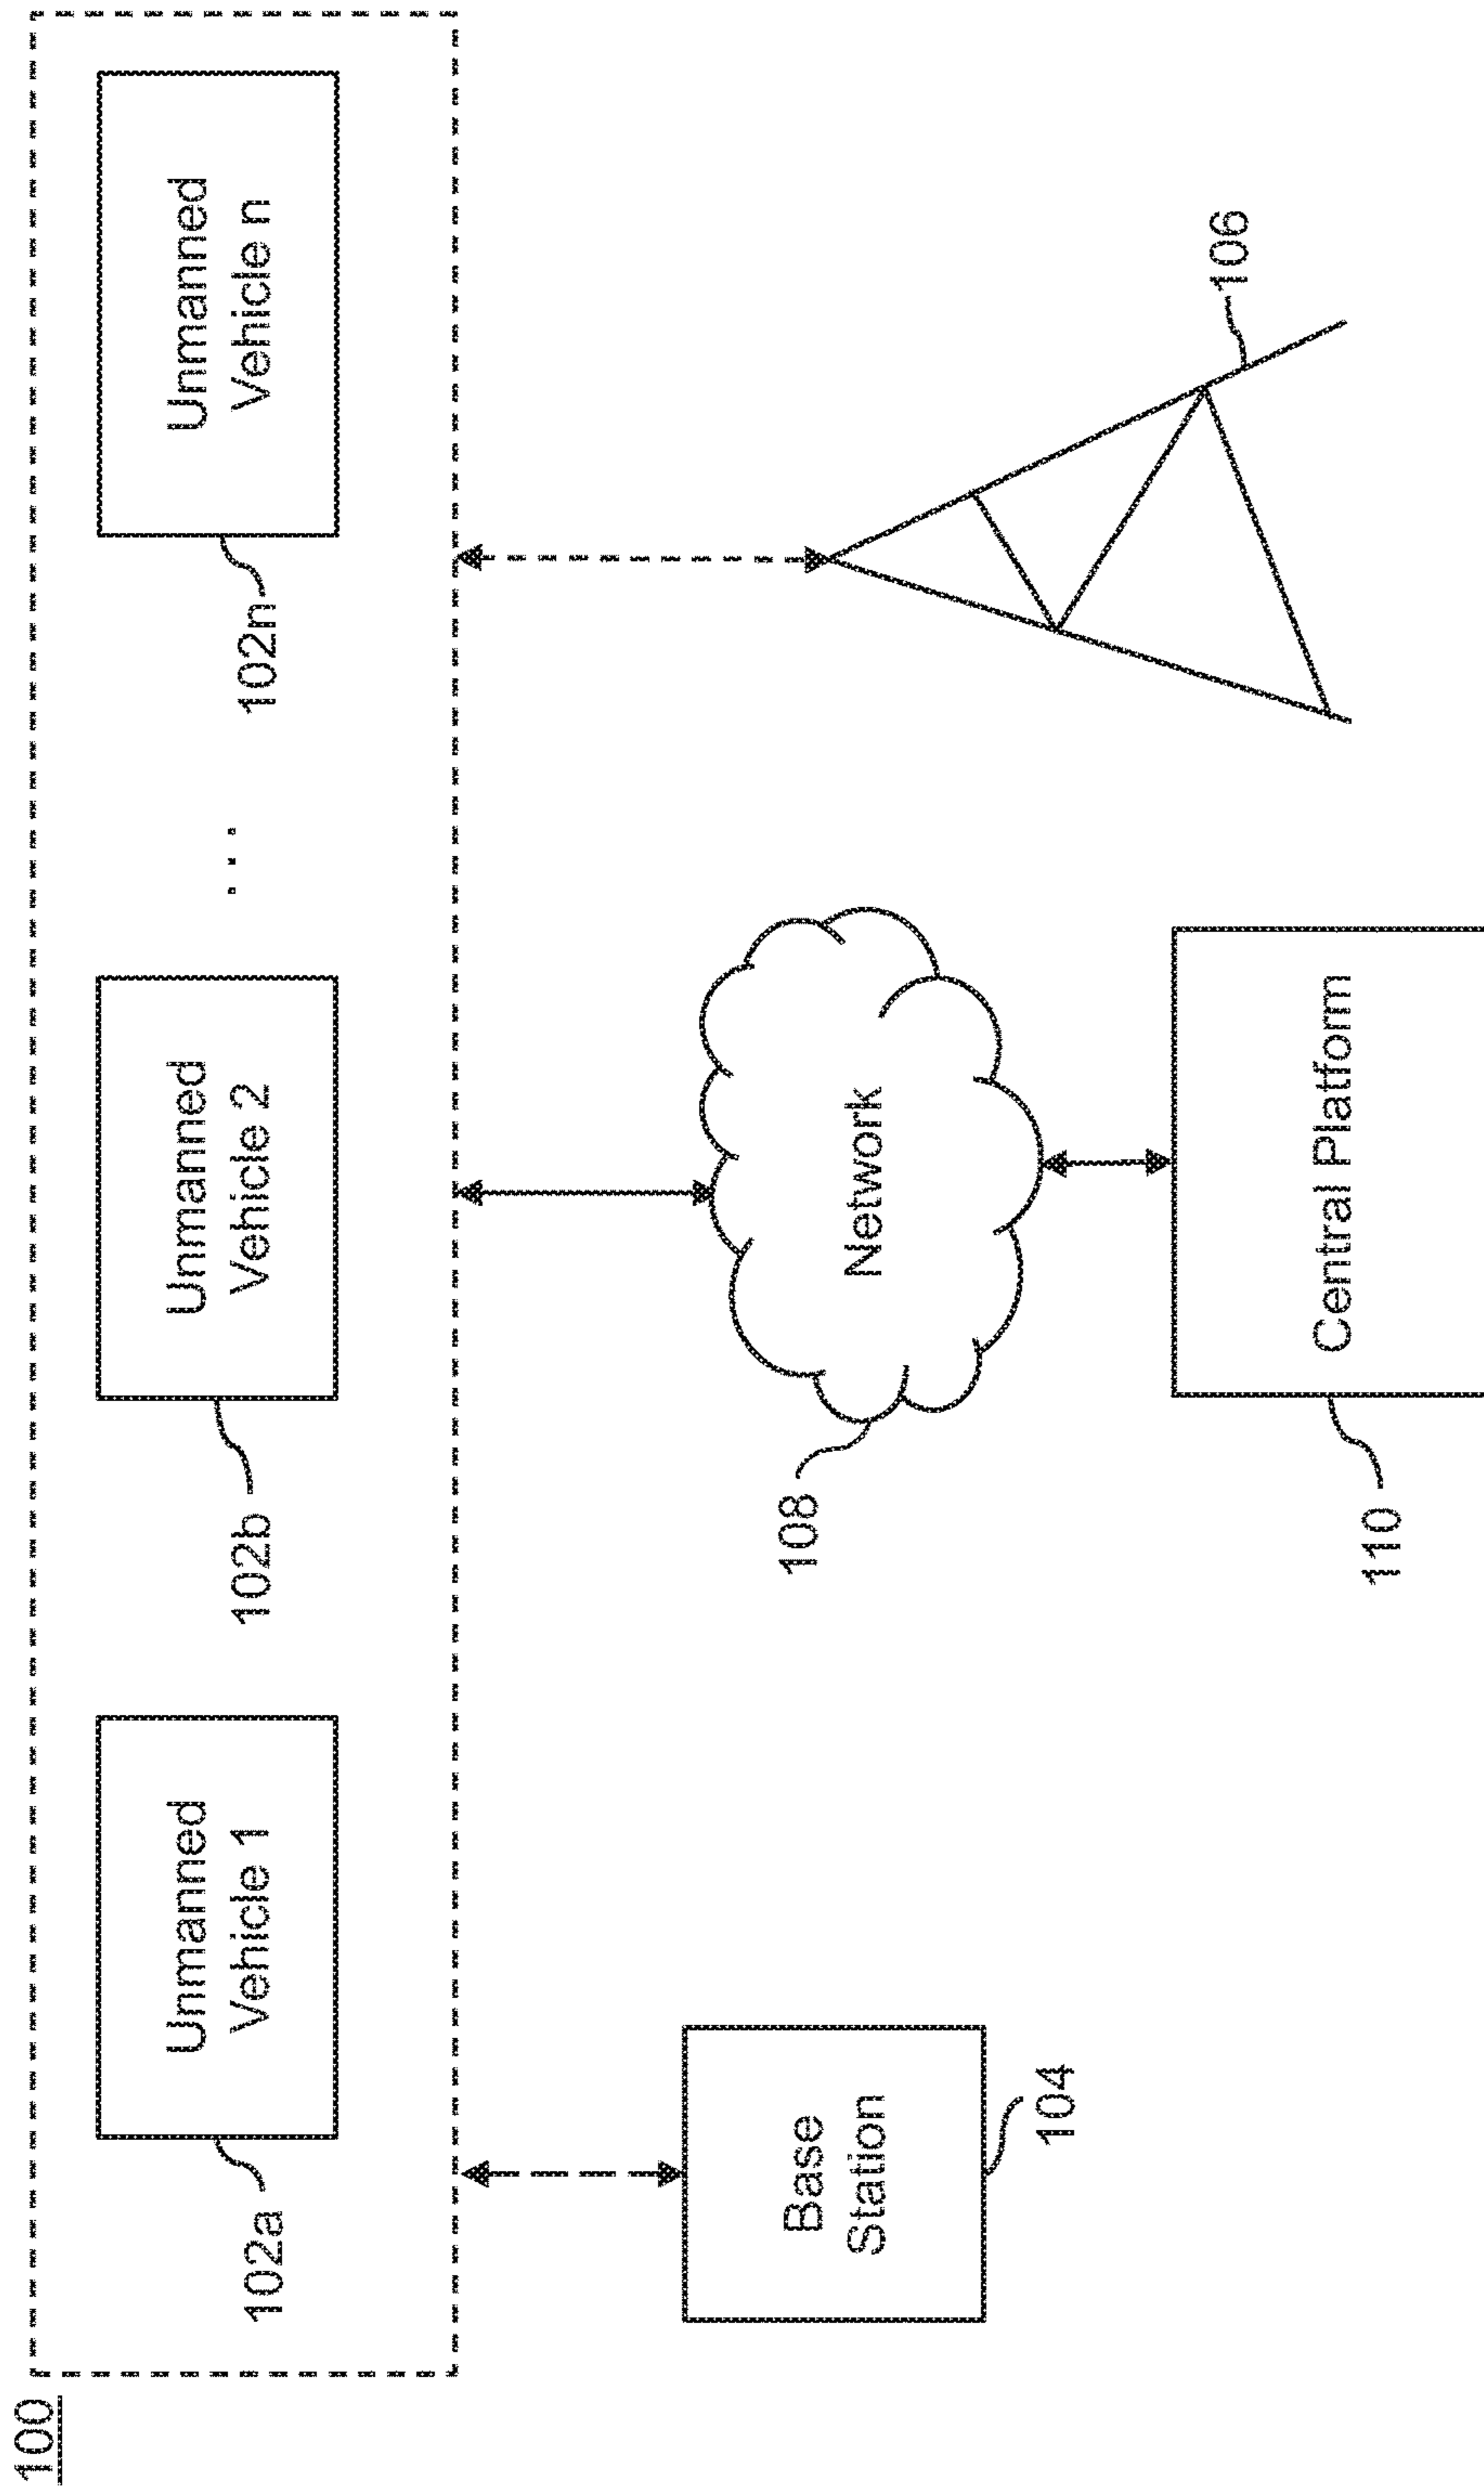 100
Unmanned
Vehicle 1
102a
Unmanned
Vehicle 2
102b
. . .
Unmanned
Vehicle n
102n
Base
Station
104
Network
108
106
Central Platform
110